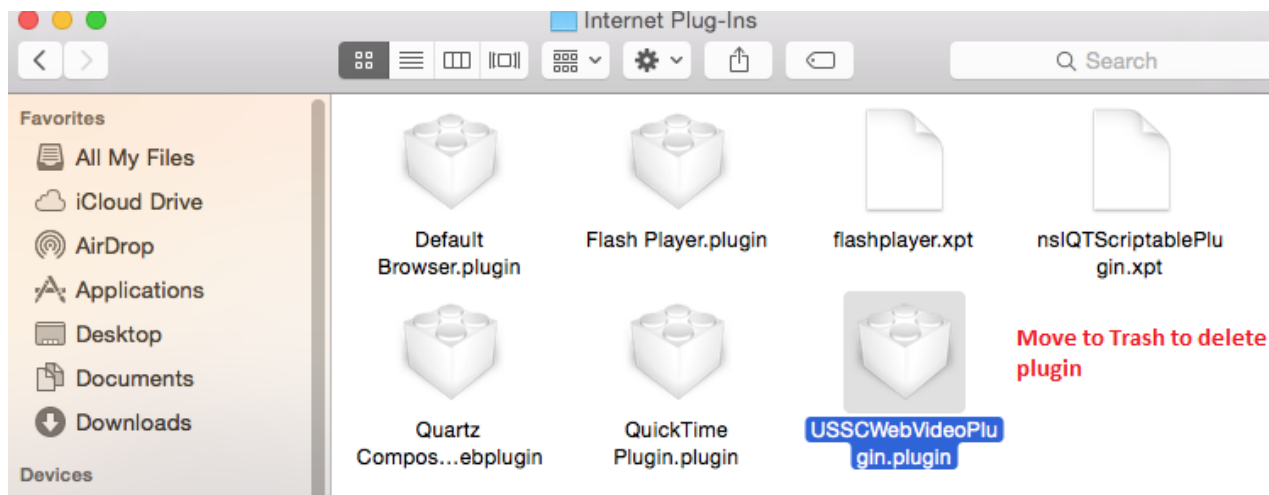 Internet Plug-Ins
Search
Favorites
All My Files
iCloud Drive
AirDrop
Applications
Desktop
Documents
Downloads
Devices
Default
Browser.plugin
Flash Player.plugin
flashplayer.xpt
nsIQTScriptablePlu
gin.xpt
Quartz
Compos...ebplugin
QuickTime
Plugin.plugin
USSCWebVideoPlu
gin.plugin
Move to Trash to delete
plugin